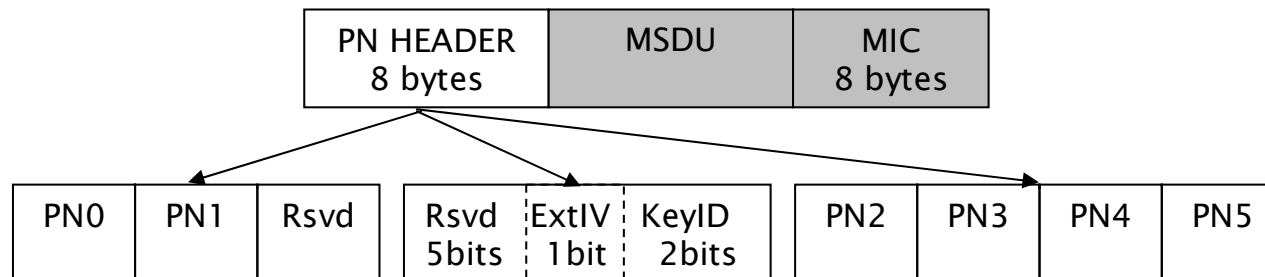 PN HEADER MSDU MIC
8 bytes 8 bytes
PN0 PN1 Rsvd Rsvd ExtIV KeyID PN2 PN3 PN4 PN5
5bits 1bit 2bits